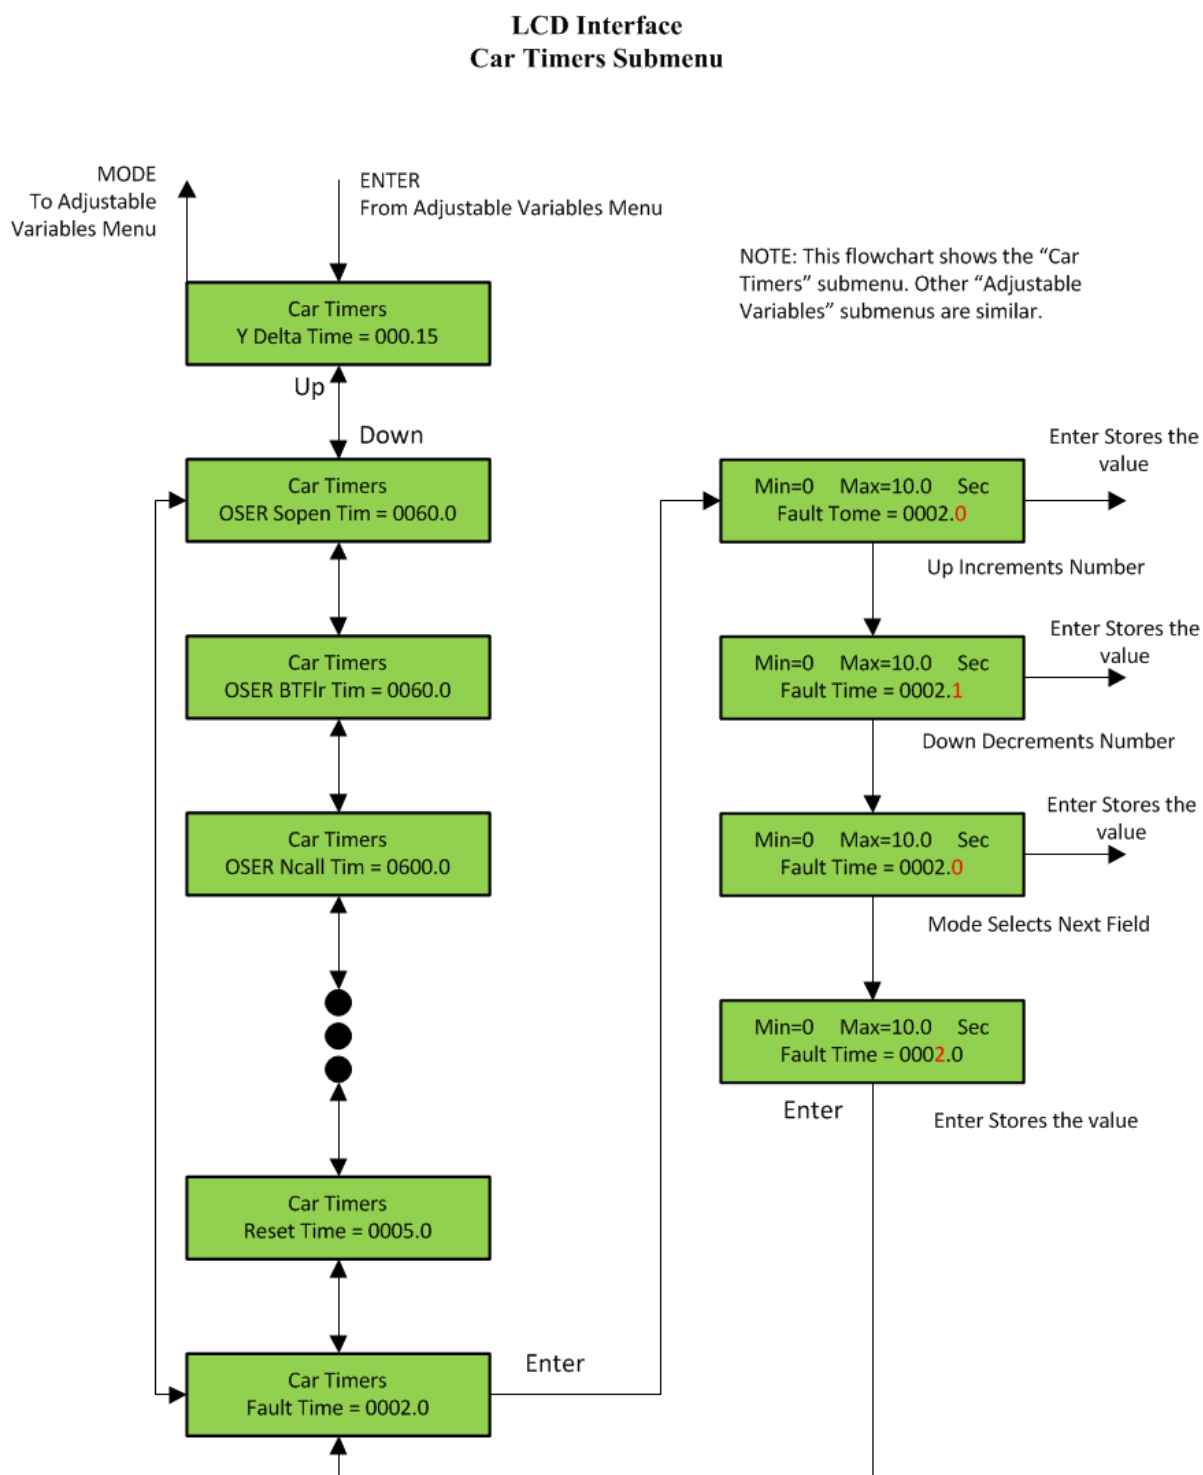 LCD Interface
Car Timers Submenu
MODE
To Adjustable
Variables Menu
ENTER
From Adjustable Variables Menu
NOTE: This flowchart shows the “Car
Timers” submenu. Other “Adjustable
Variables” submenus are similar.
Car Timers
Y Delta Time = 000.15
Up
Down
Car Timers
OSER Sopen Tim = 0060.0
Car Timers
OSER BTFlr Tim = 0060.0
Car Timers
OSER Ncall Tim = 0600.0
Car Timers
Reset Time = 0005.0
Car Timers
Fault Time = 0002.0
Enter
Min=0 Max=10.0 Sec
Fault Tome = 0002.0
Enter Stores the
value
Up Increments Number
Min=0 Max=10.0 Sec
Fault Time = 0002.1
Enter Stores the
value
Down Decrements Number
Min=0 Max=10.0 Sec
Fault Time = 0002.0
Enter Stores the
value
Mode Selects Next Field
Min=0 Max=10.0 Sec
Fault Time = 0002.0
Enter
Enter Stores the value